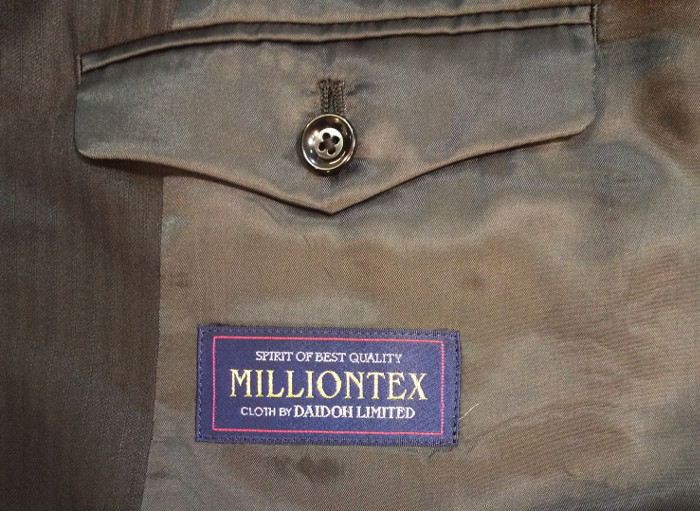 SPIRIT OF BEST QUALITY
MILLIONTEX
CLOTH BY DAIDOH LIMITED